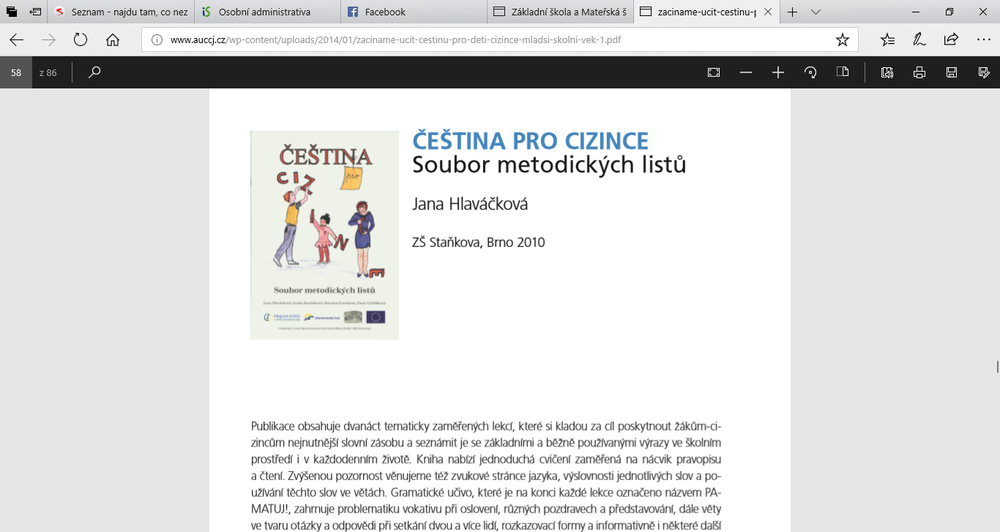 Seznam - najdu tam, co nez
Osobní administrativa
Facebook
Základní škola a Mateřská š
zaciname-ucit-cestinu-p
www.auccj.cz/wp-content/uploads/2014/01/zaciname-ucit-cestinu-pro-deti-cizince-mladsi-skolni-vek-1.pdf
58 z 86
ČEŠTINA
pro
CIZ
N
E
Soubor metodických listů
ČEŠTINA PRO CIZINCE
Soubor metodických listů
Jana Hlaváčková
ZŠ Staňkova, Brno 2010
Publikace obsahuje dvanáct tematicky zaměřených lekcí, které si kladou za cíl poskytnout žákům-ci-
zincům nejnutnější slovní zásobu a seznámit je se základními a běžně používanými výrazy ve školním
prostředí i v každodenním životě. Kniha nabízí jednoduchá cvičení zaměřená na nácvik pravopisu
a čtení. Zvýšenou pozornost věnujeme též zvukové stránce jazyka, výslovnosti jednotlivých slov a po-
užívání těchto slov ve větách. Gramatické učivo, které je na konci každé lekce označeno názvem PA-
MATUJ!, zahrnuje problematiku vokativu při oslovení, různých pozdravech a představování, dále věty
ve tvaru otázky a odpovědi při setkání dvou a více lidí, rozkazovací formy a informativně i některé další